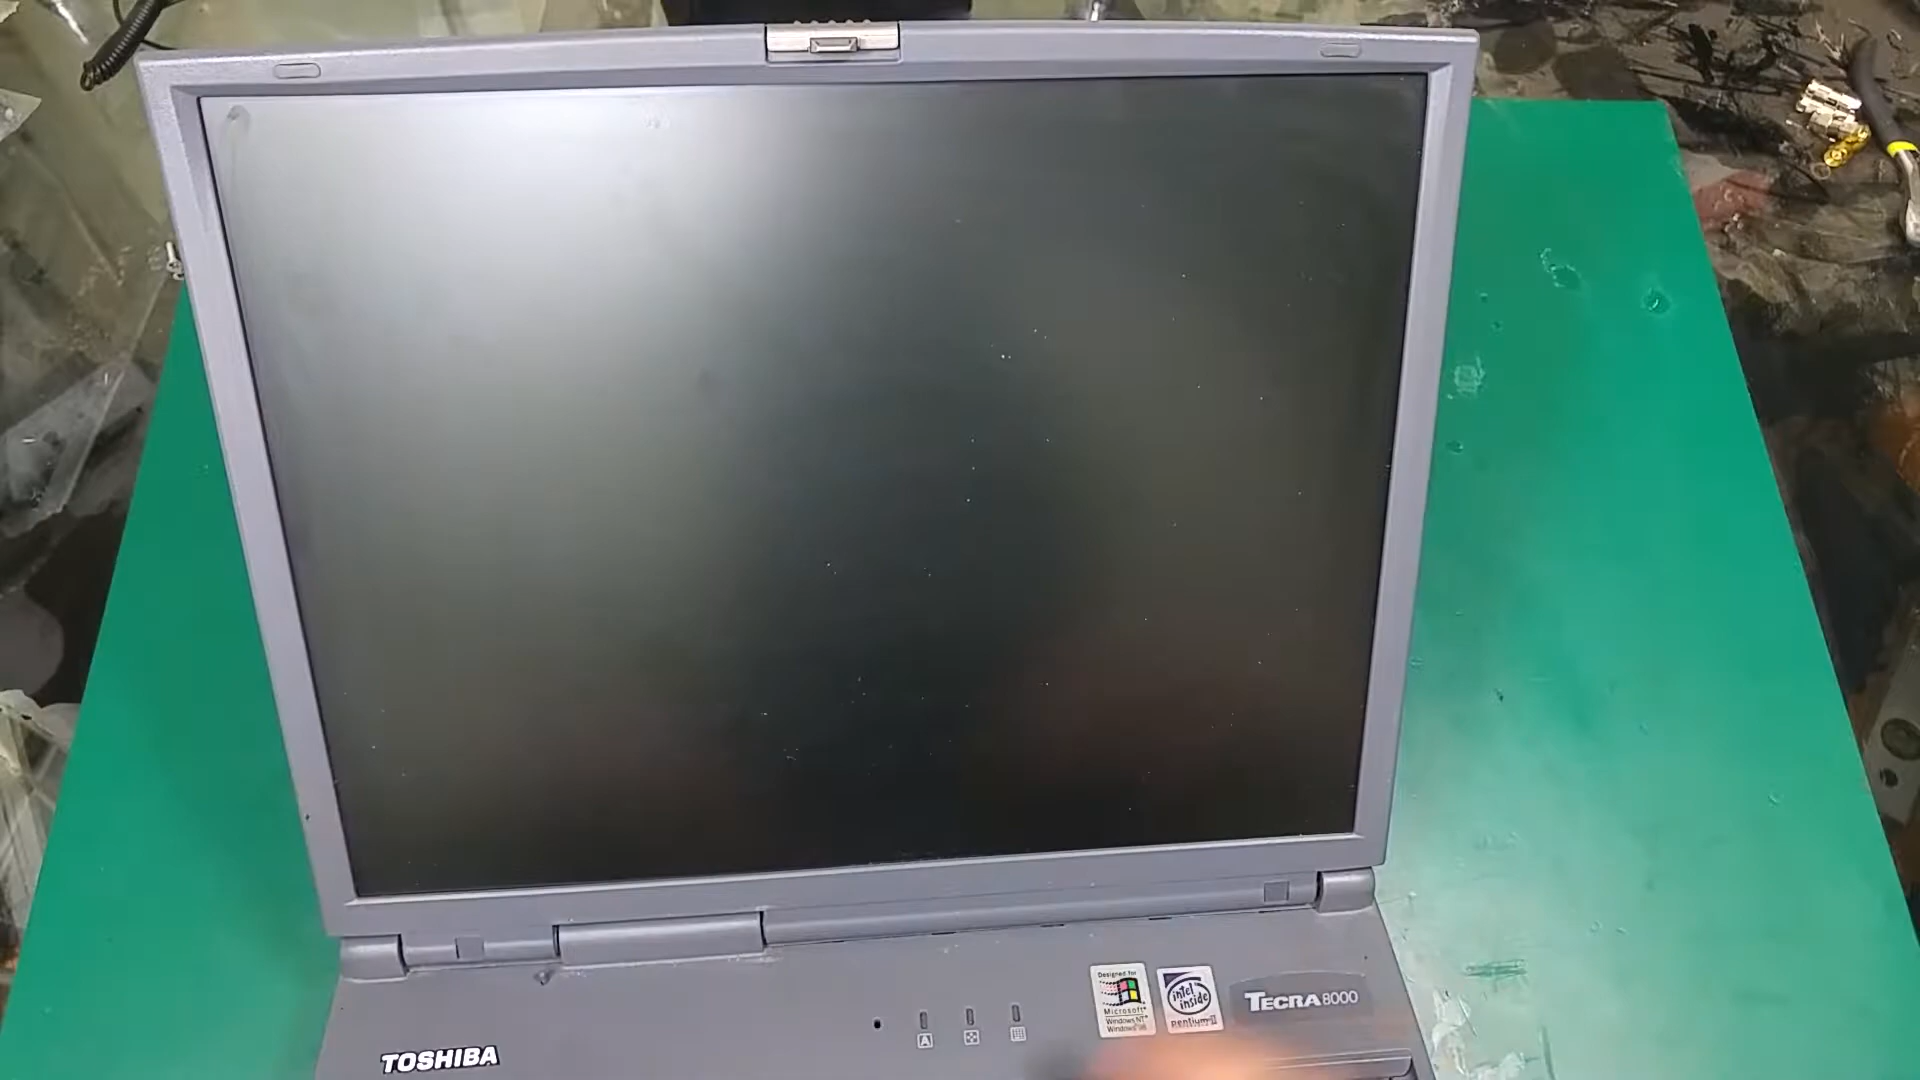 Designed for
Microsoft
Windows NT
Windows 98
intel
inside
pentium II
TECRA 8000
A
TOSHIBA